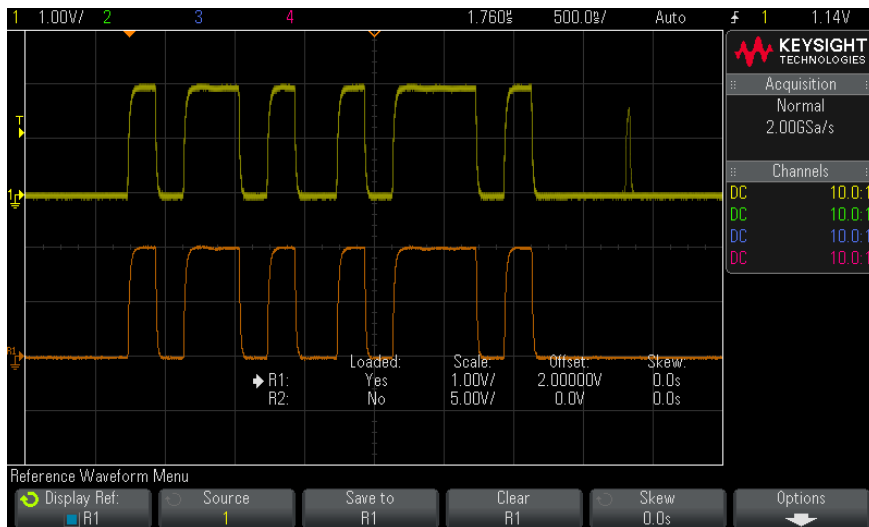 1 1.00V/ 2 3 4 1.760µs 500.0ns/ Auto 1 1.14V
KEYSIGHT
TECHNOLOGIES
Acquisition
Normal
2.00GSa/s
Channels
DC 10.0:1
DC 10.0:1
DC 10.0:1
DC 10.0:1
T
1
R1
Loaded: Scale: Offset: Skew:
R1: Yes 1.00V/ 2.00000V 0.0s
R2: No 5.00V/ 0.0V 0.0s
Reference Waveform Menu
Display Ref: Source Save to Clear Skew Options
R1 1 R1 R1 0.0s